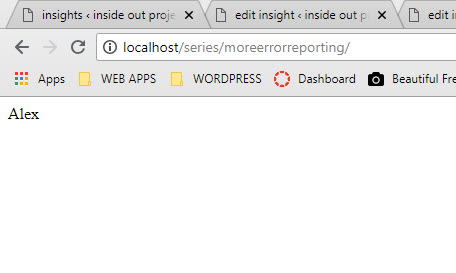 insights ‹ inside out proje
edit insight ‹ inside out p
edit in
localhost/series/moreerrorreporting/
Apps WEB APPS WORDPRESS Dashboard Beautiful Fre
Alex